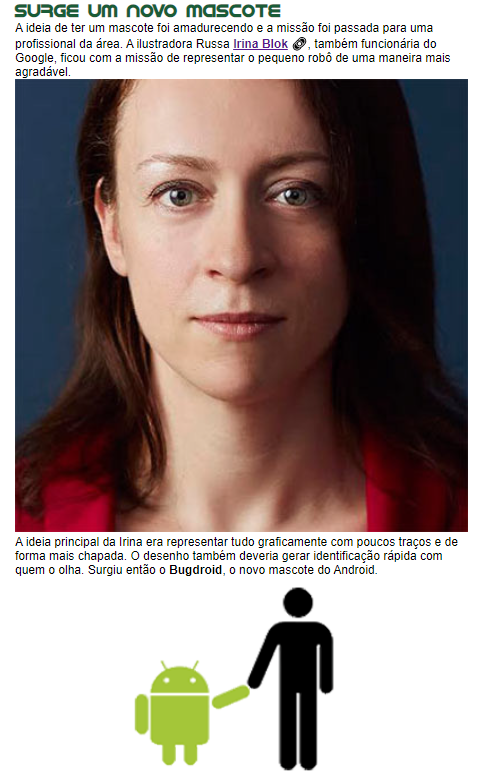 SURGE UM NOVO MASCOTE
A ideia de ter um mascote foi amadurecendo e a missão foi passada para uma
profissional da área. A ilustradora Russa Irina Blok , também funcionária do
Google, ficou com a missão de representar o pequeno robô de uma maneira mais
agradável.
A ideia principal da Irina era representar tudo graficamente com poucos traços e de
forma mais chapada. O desenho também deveria gerar identificação rápida com
quem o olha. Surgiu então o Bugdroid, o novo mascote do Android.